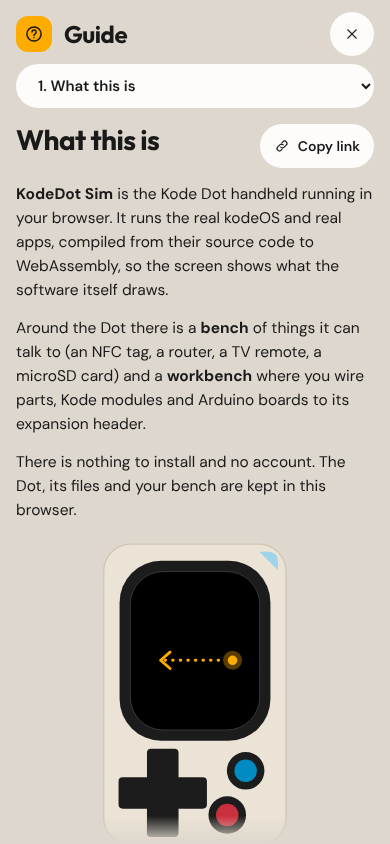 Guide
1. What this is
What this is
Copy link
KodeDot Sim is the Kode Dot handheld running in
your browser. It runs the real kodeOS and real
apps, compiled from their source code to
WebAssembly, so the screen shows what the
software itself draws.
Around the Dot there is a bench of things it can
talk to (an NFC tag, a router, a TV remote, a
microSD card) and a workbench where you wire
parts, Kode modules and Arduino boards to its
expansion header.
There is nothing to install and no account. The
Dot, its files and your bench are kept in this
browser.